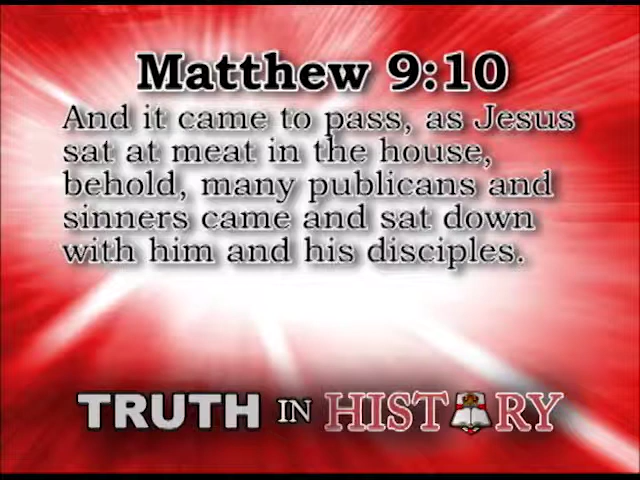 Matthew 9:10
And it came to pass, as Jesus
sat at meat in the house,
behold, many publicans and
sinners came and sat down
with him and his disciples.
TRUTH IN HISTORY